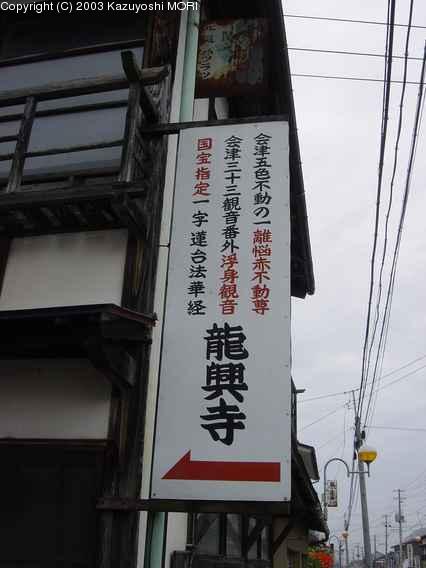 Copyright (C) 2003 Kazuyoshi MORI
会津五色不動の一離悩赤不動尊
会津三十三観音番外浮身観音
国宝指定一字蓮台法華経
龍興寺